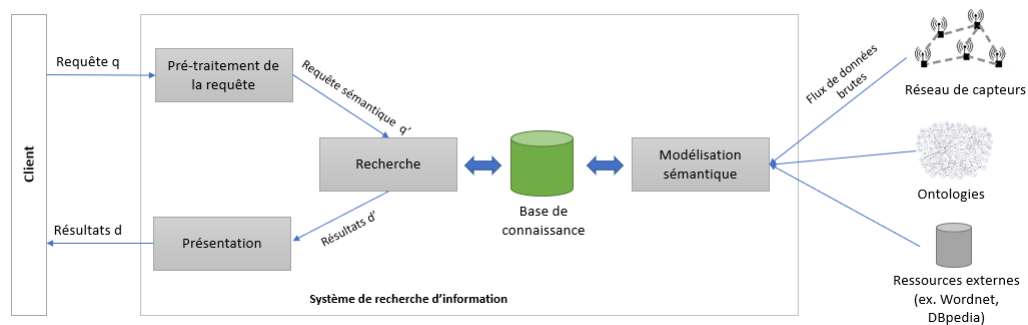 Client
Requête q
Pré-traitement de
la requête
Requête sémantique q'
Recherche
Résultats d'
Présentation
Résultats d
Base de
connaissance
Modélisation
sémantique
Système de recherche d'information
Flux de données
brutes
Réseau de capteurs
Ontologies
Ressources externes
(ex. Wordnet,
DBpedia)